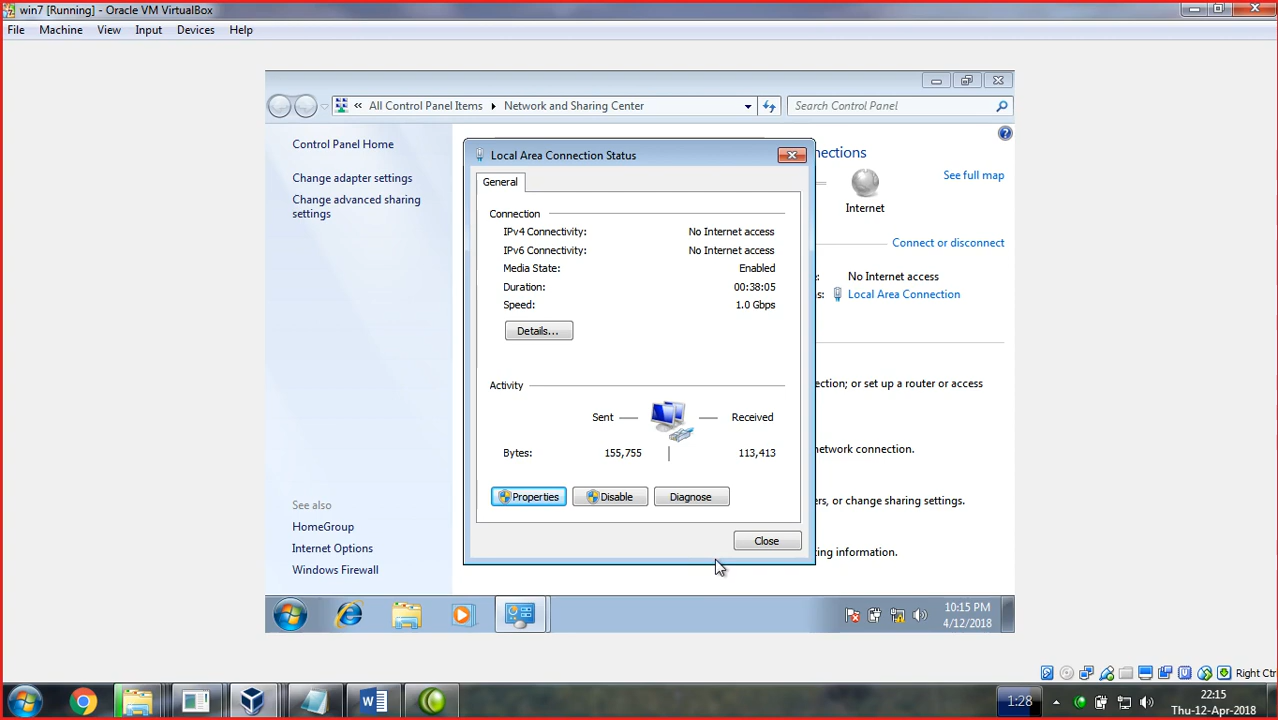 win7 [Running] - Oracle VM VirtualBox
File Machine View Input Devices Help
« All Control Panel Items Network and Sharing Center
Search Control Panel
Control Panel Home
Change adapter settings
Change advanced sharing
settings
See also
HomeGroup
Internet Options
Windows Firewall
nections
See full map
Internet
Connect or disconnect
e: No Internet access
s: Local Area Connection
ction; or set up a router or access
network connection.
ers, or change sharing settings.
ting information.
Local Area Connection Status
General
Connection
IPv4 Connectivity: No Internet access
IPv6 Connectivity: No Internet access
Media State: Enabled
Duration: 00:38:05
Speed: 1.0 Gbps
Details...
Activity
Sent Received
Bytes: 155,755 113,413
Properties Disable Diagnose
Close
10:15 PM
4/12/2018
Right Ctr
1:28
22:15
Thu-12-Apr-2018